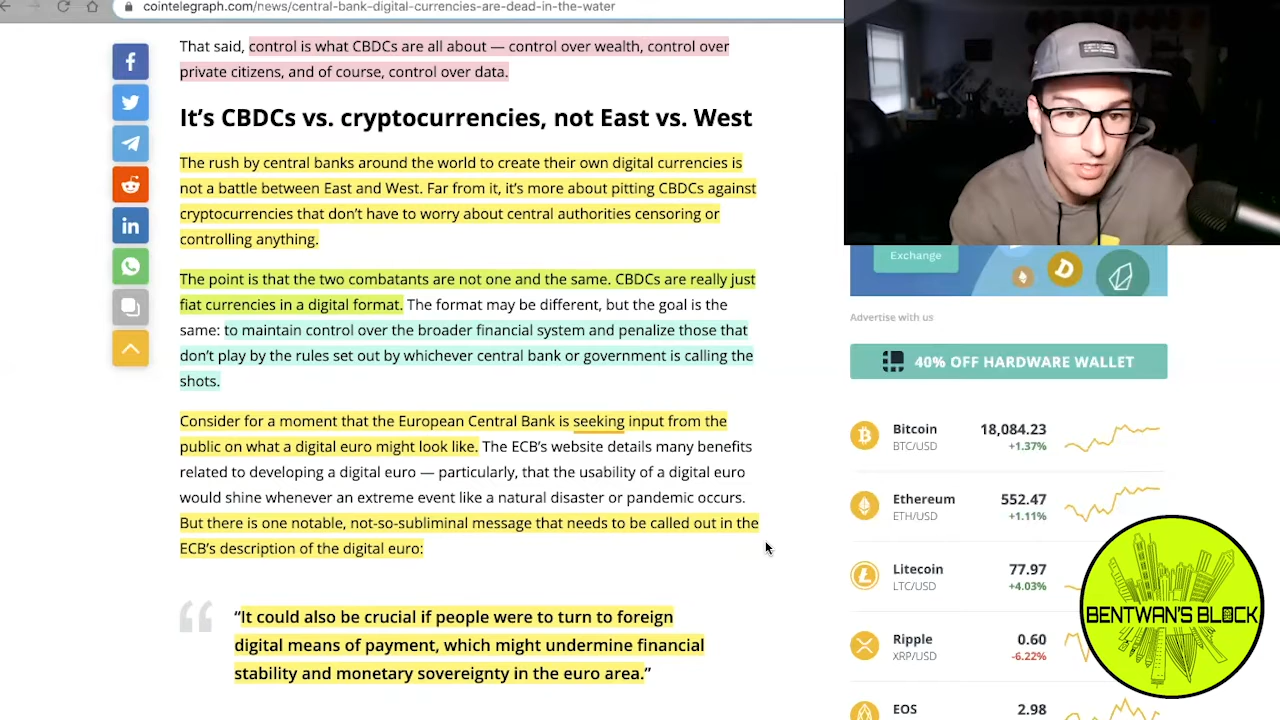 cointelegraph.com/news/central-bank-digital-currencies-are-dead-in-the-water
That said, control is what CBDCs are all about — control over wealth, control over
private citizens, and of course, control over data.
It’s CBDCs vs. cryptocurrencies, not East vs. West
The rush by central banks around the world to create their own digital currencies is
not a battle between East and West. Far from it, it’s more about pitting CBDCs against
cryptocurrencies that don’t have to worry about central authorities censoring or
controlling anything.
The point is that the two combatants are not one and the same. CBDCs are really just
fiat currencies in a digital format. The format may be different, but the goal is the
same: to maintain control over the broader financial system and penalize those that
don’t play by the rules set out by whichever central bank or government is calling the
shots.
Consider for a moment that the European Central Bank is seeking input from the
public on what a digital euro might look like. The ECB’s website details many benefits
related to developing a digital euro — particularly, that the usability of a digital euro
would shine whenever an extreme event like a natural disaster or pandemic occurs.
But there is one notable, not-so-subliminal message that needs to be called out in the
ECB’s description of the digital euro:
“It could also be crucial if people were to turn to foreign
digital means of payment, which might undermine financial
stability and monetary sovereignty in the euro area.”
Exchange
Advertise with us
40% OFF HARDWARE WALLET
Bitcoin 18,084.23
BTC/USD +1.37%
Ethereum 552.47
ETH/USD +1.11%
Litecoin 77.97
LTC/USD +4.03%
Ripple 0.60
XRP/USD -6.22%
EOS 2.98
BENTWAN'S BLOCK